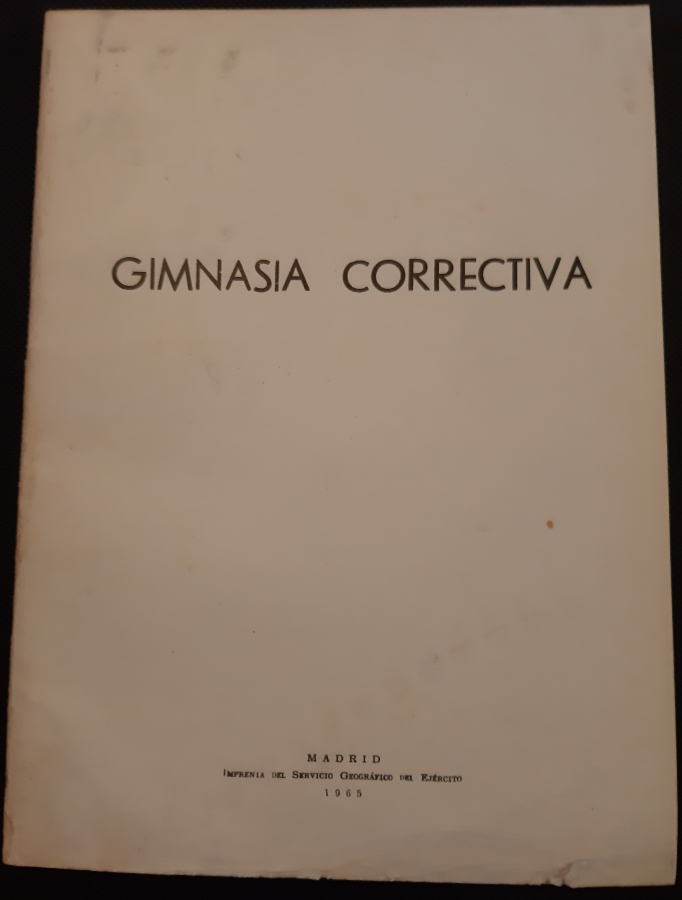 GIMNASIA CORRECTIVA
MADRID
IMPRENTA DEL SERVICIO GEOGRÁFICO DEL EJÉRCITO
1965